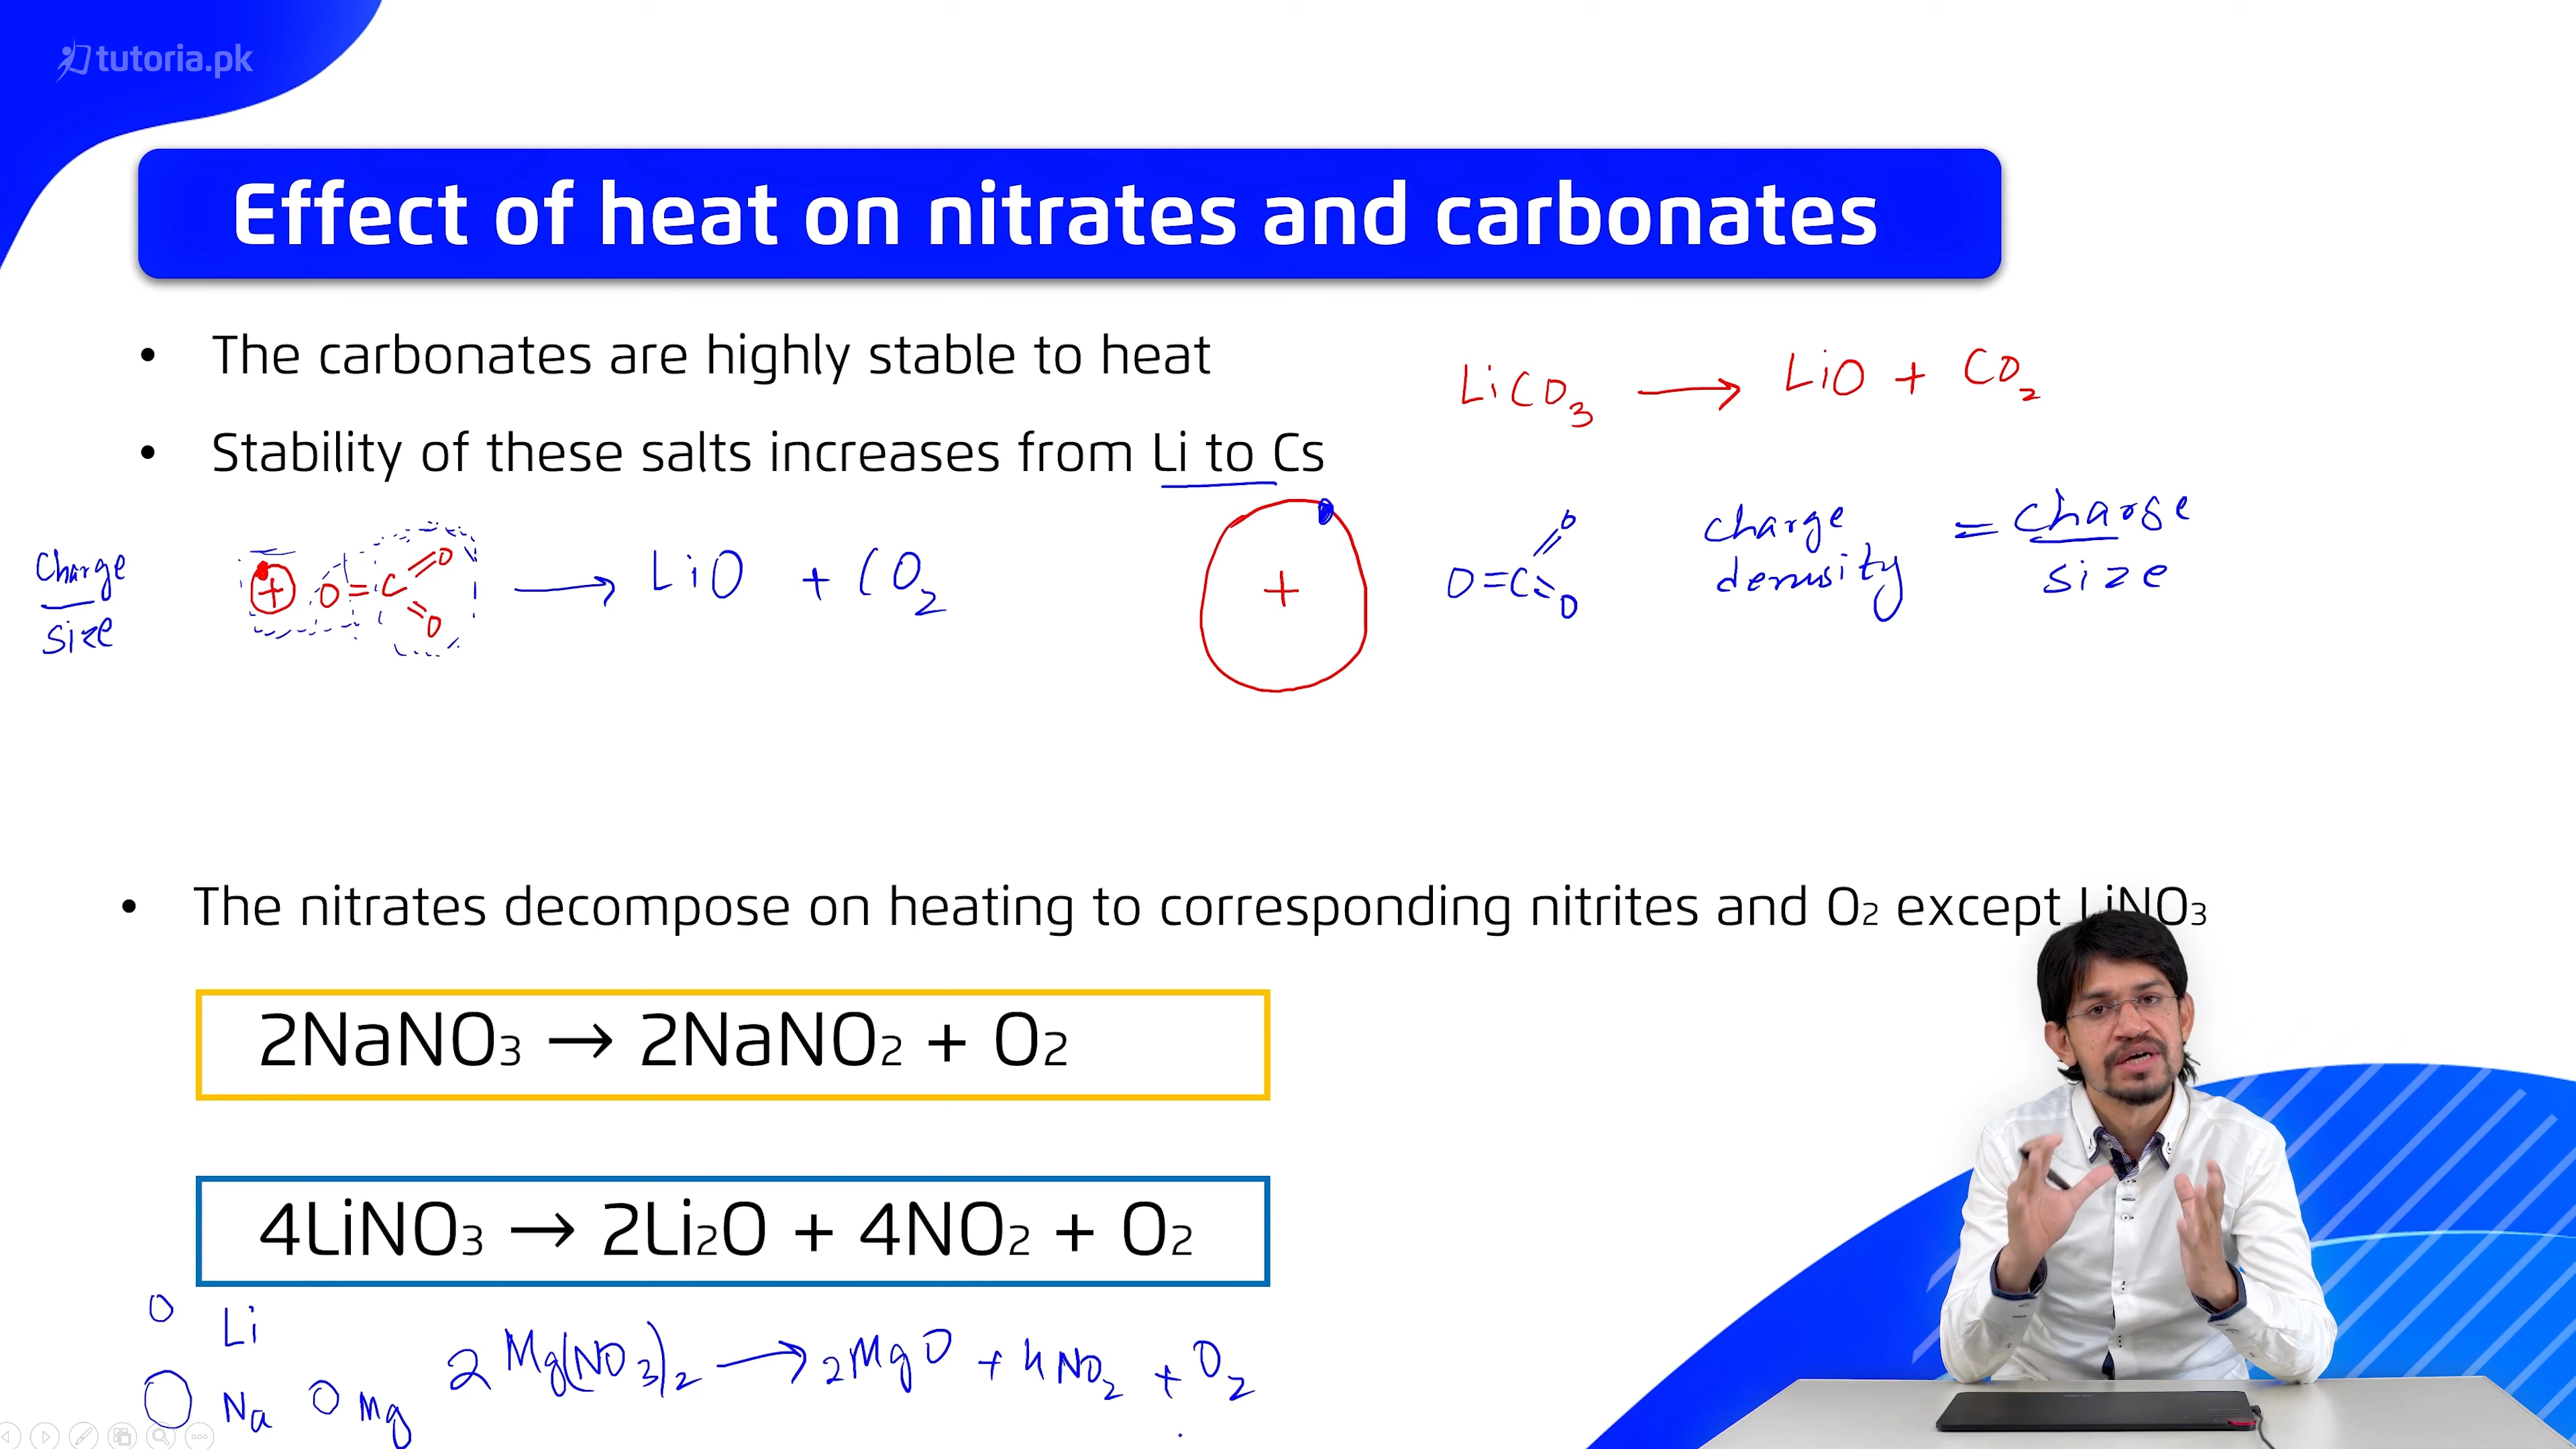 tutoria.pk
Effect of heat on nitrates and carbonates
• The carbonates are highly stable to heat
LiCO₃ → LiO + CO₂
• Stability of these salts increases from Li to Cs
Charge
size
+ O=C=O
=O
→ LiO + CO₂
+
O=C=O
=O
charge density = charge
size
• The nitrates decompose on heating to corresponding nitrites and O₂ except LiNO₃
2NaNO₃ → 2NaNO₂ + O₂
4LiNO₃ → 2Li₂O + 4NO₂ + O₂
Li
2 Mg(NO₃)₂ → 2MgO + 4NO₂ + O₂
Na Mg